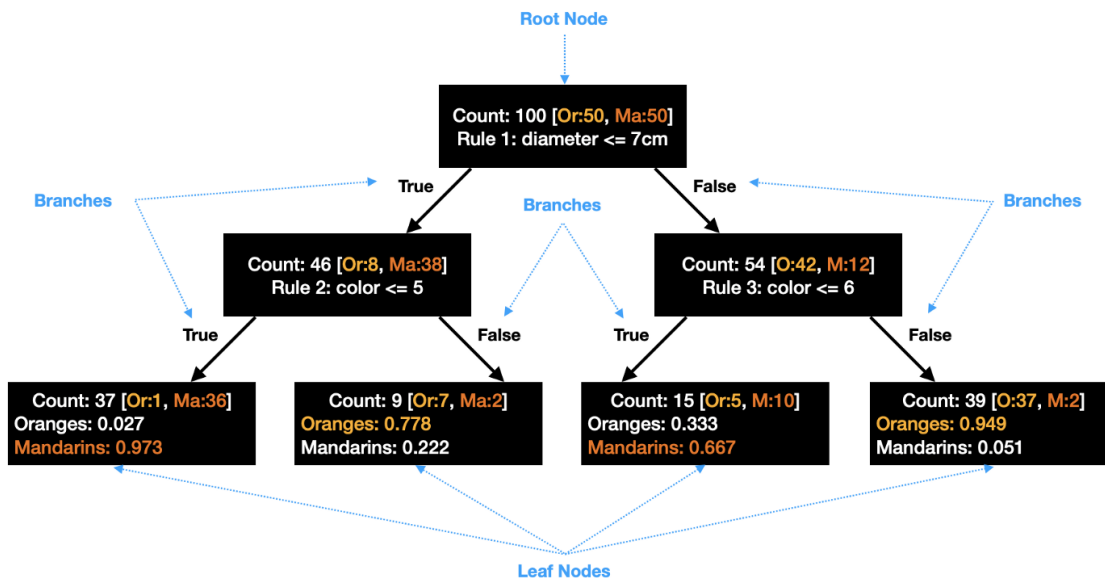 Root Node
Count: 100 [Or:50, Ma:50]
Rule 1: diameter <= 7cm
True
False
Branches
Branches
Branches
Count: 46 [Or:8, Ma:38]
Rule 2: color <= 5
Count: 54 [O:42, M:12]
Rule 3: color <= 6
True
False
True
False
Count: 37 [Or:1, Ma:36]
Oranges: 0.027
Mandarins: 0.973
Count: 9 [Or:7, Ma:2]
Oranges: 0.778
Mandarins: 0.222
Count: 15 [Or:5, M:10]
Oranges: 0.333
Mandarins: 0.667
Count: 39 [O:37, M:2]
Oranges: 0.949
Mandarins: 0.051
Leaf Nodes